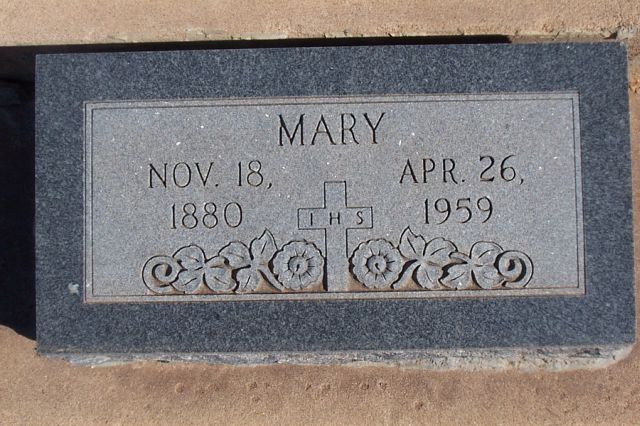 MARY
NOV. 18, APR. 26,
1880 1959
IHS